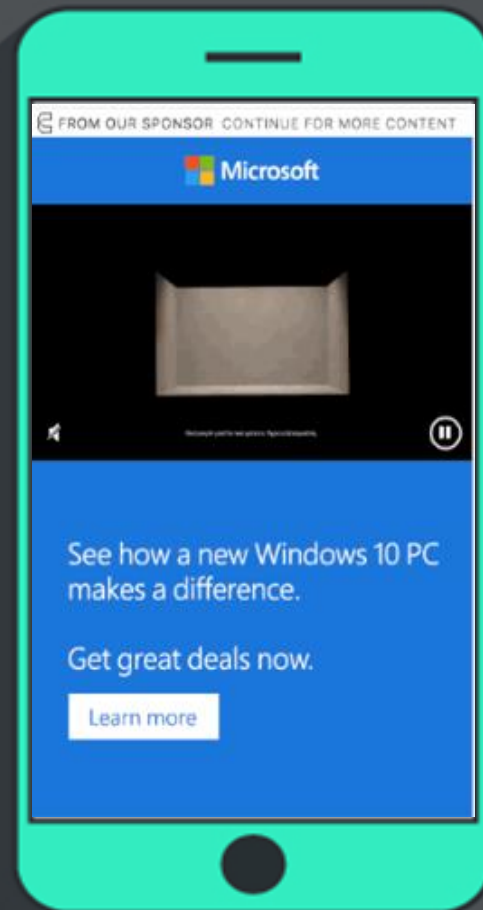 FROM OUR SPONSOR CONTINUE FOR MORE CONTENT
Microsoft
See how a new Windows 10 PC
makes a difference.
Get great deals now.
Learn more